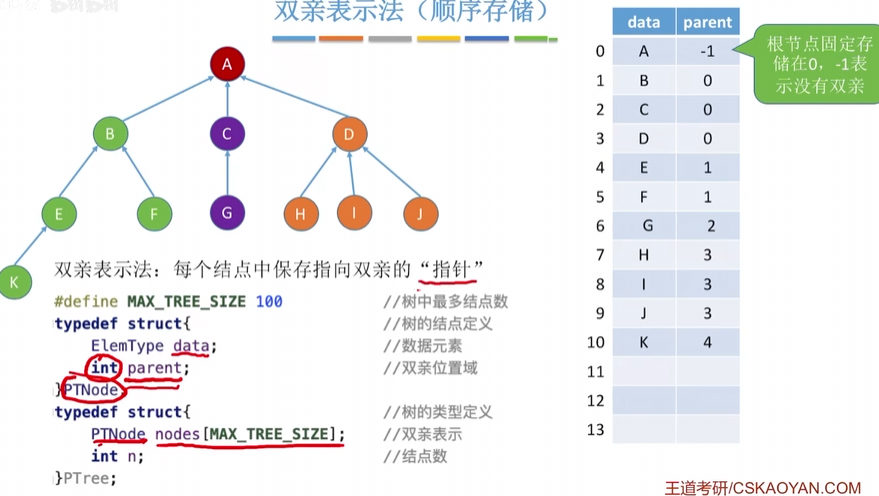 双亲表示法（顺序存储）
data parent
0 A -1
1 B 0
2 C 0
3 D 0
4 E 1
5 F 1
6 G 2
7 H 3
8 I 3
9 J 3
10 K 4
11
12
13
根节点固定存
储在0，-1表
示没有双亲
A
B C D
E F G H I J
K
双亲表示法：每个结点中保存指向双亲的“指针”
#define MAX_TREE_SIZE 100 //树中最多结点数
typedef struct{ //树的结点定义
ElemType data; //数据元素
int parent; //双亲位置域
}PTNode;
typedef struct{ //树的类型定义
PTNode nodes[MAX_TREE_SIZE]; //双亲表示
int n; //结点数
}PTree;
王道考研/CSKAOYAN.COM